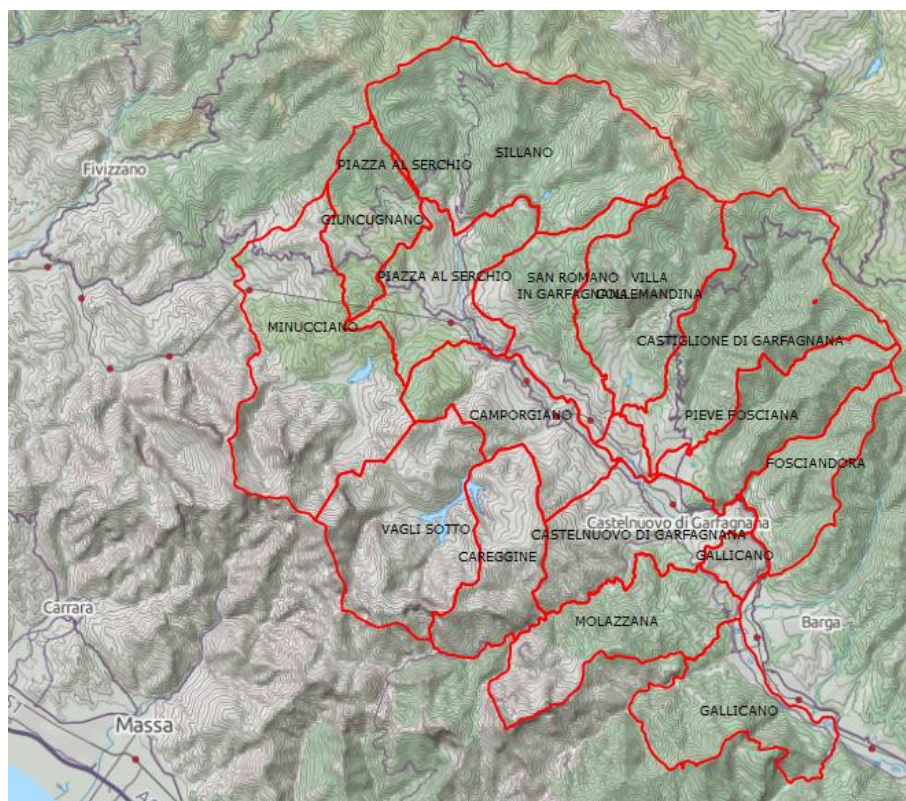 SILLANO
PIAZZA AL SERCHIO
Fivizzano
GIUNCUGNANO
PIAZZA AL SERCHIO
SAN ROMANO
IN GARFAGNANA
VILLA
COLLEMANDINA
MINUCCIANO
CASTIGLIONE DI GARFAGNANA
CAMPORGIANO
PIEVE FOSCIANA
FOSCIANDORA
VAGLI SOTTO
Castelnuovo di Garfagnana
CASTELNUOVO DI GARFAGNANA
CAREGGINE
GALLICANO
Carrara
MOLAZZANA
Barga
GALLICANO
Massa